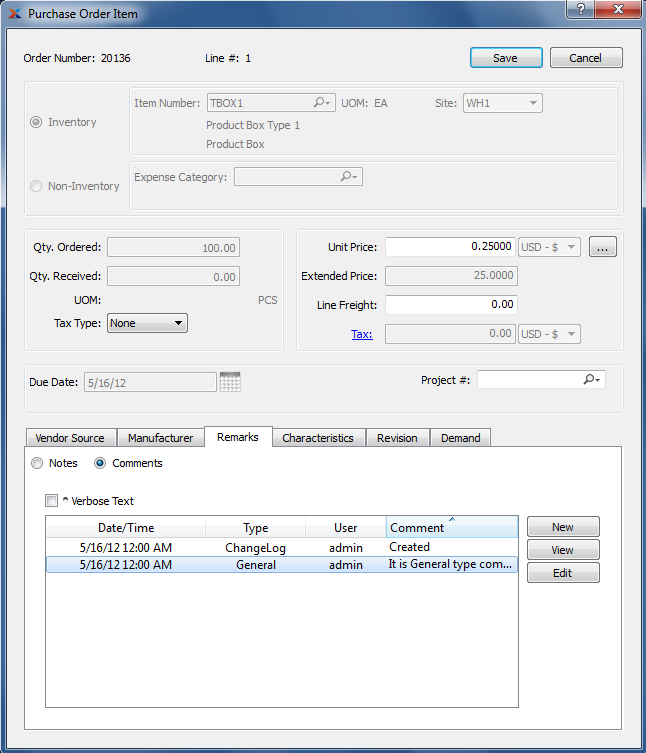 Purchase Order Item
?
X
Order Number: 20136 Line #: 1 Save Cancel
Inventory
Item Number: TBOX1 UOM: EA Site: WH1
Product Box Type 1
Product Box
Non-Inventory
Expense Category:
Qty. Ordered: 100.00
Qty. Received: 0.00
UOM: PCS
Tax Type: None
Unit Price: 0.25000 USD - $ ...
Extended Price: 25.0000
Line Freight: 0.00
Tax: 0.00 USD - $
Due Date: 5/16/12 Project #:
Vendor Source Manufacturer Remarks Characteristics Revision Demand
Notes Comments
^ Verbose Text
Date/Time Type User Comment
5/16/12 12:00 AM ChangeLog admin Created
5/16/12 12:00 AM General admin It is General type com...
New
View
Edit